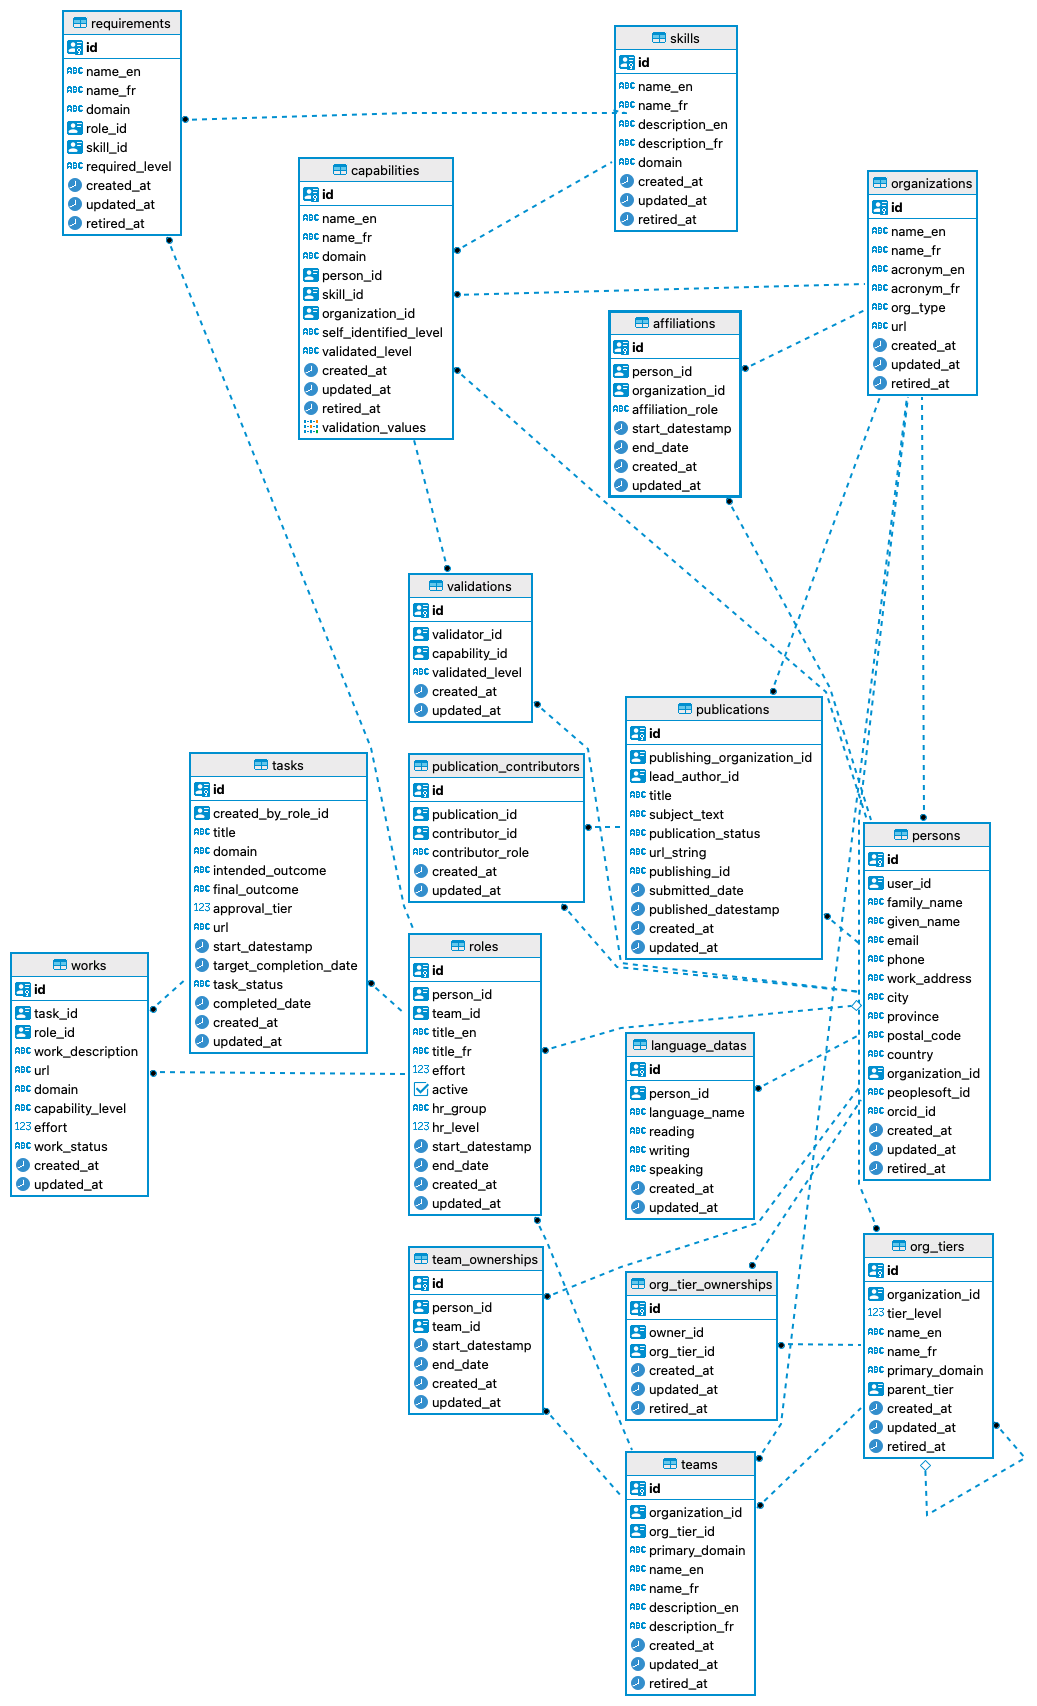 requirements
id
name_en
name_fr
domain
role_id
skill_id
required_level
created_at
updated_at
retired_at
skills
id
name_en
name_fr
description_en
description_fr
domain
created_at
updated_at
retired_at
capabilities
id
name_en
name_fr
domain
person_id
skill_id
organization_id
self_identified_level
validated_level
created_at
updated_at
retired_at
validation_values
organizations
id
name_en
name_fr
acronym_en
acronym_fr
org_type
url
created_at
updated_at
retired_at
affiliations
id
person_id
organization_id
affiliation_role
start_datestamp
end_date
created_at
updated_at
validations
id
validator_id
capability_id
validated_level
created_at
updated_at
publications
id
publishing_organization_id
lead_author_id
title
subject_text
publication_status
url_string
publishing_id
submitted_date
published_datestamp
created_at
updated_at
tasks
id
created_by_role_id
title
domain
intended_outcome
final_outcome
approval_tier
url
start_datestamp
target_completion_date
task_status
completed_date
created_at
updated_at
publication_contributors
id
publication_id
contributor_id
contributor_role
created_at
updated_at
persons
id
user_id
family_name
given_name
email
phone
work_address
city
province
postal_code
country
organization_id
peoplesoft_id
orcid_id
created_at
updated_at
retired_at
works
id
task_id
role_id
work_description
url
domain
capability_level
effort
work_status
created_at
updated_at
roles
id
person_id
team_id
title_en
title_fr
effort
active
hr_group
hr_level
start_datestamp
end_date
created_at
updated_at
language_datas
id
person_id
language_name
reading
writing
speaking
created_at
updated_at
team_ownerships
id
person_id
team_id
start_datestamp
end_date
created_at
updated_at
org_tier_ownerships
id
owner_id
org_tier_id
created_at
updated_at
retired_at
org_tiers
id
organization_id
tier_level
name_en
name_fr
primary_domain
parent_tier
created_at
updated_at
retired_at
teams
id
organization_id
org_tier_id
primary_domain
name_en
name_fr
description_en
description_fr
created_at
updated_at
retired_at